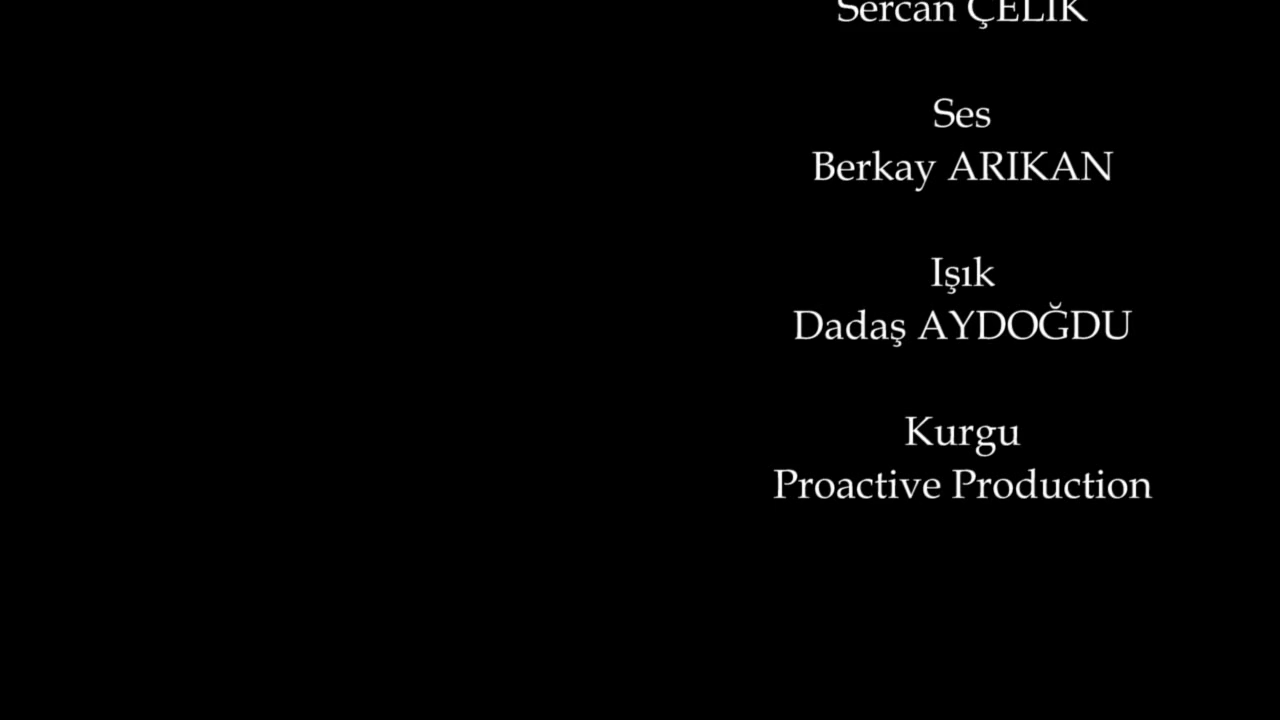 Sercan ÇELİK
Ses
Berkay ARIKAN
Işık
Dadaş AYDOĞDU
Kurgu
Proactive Production